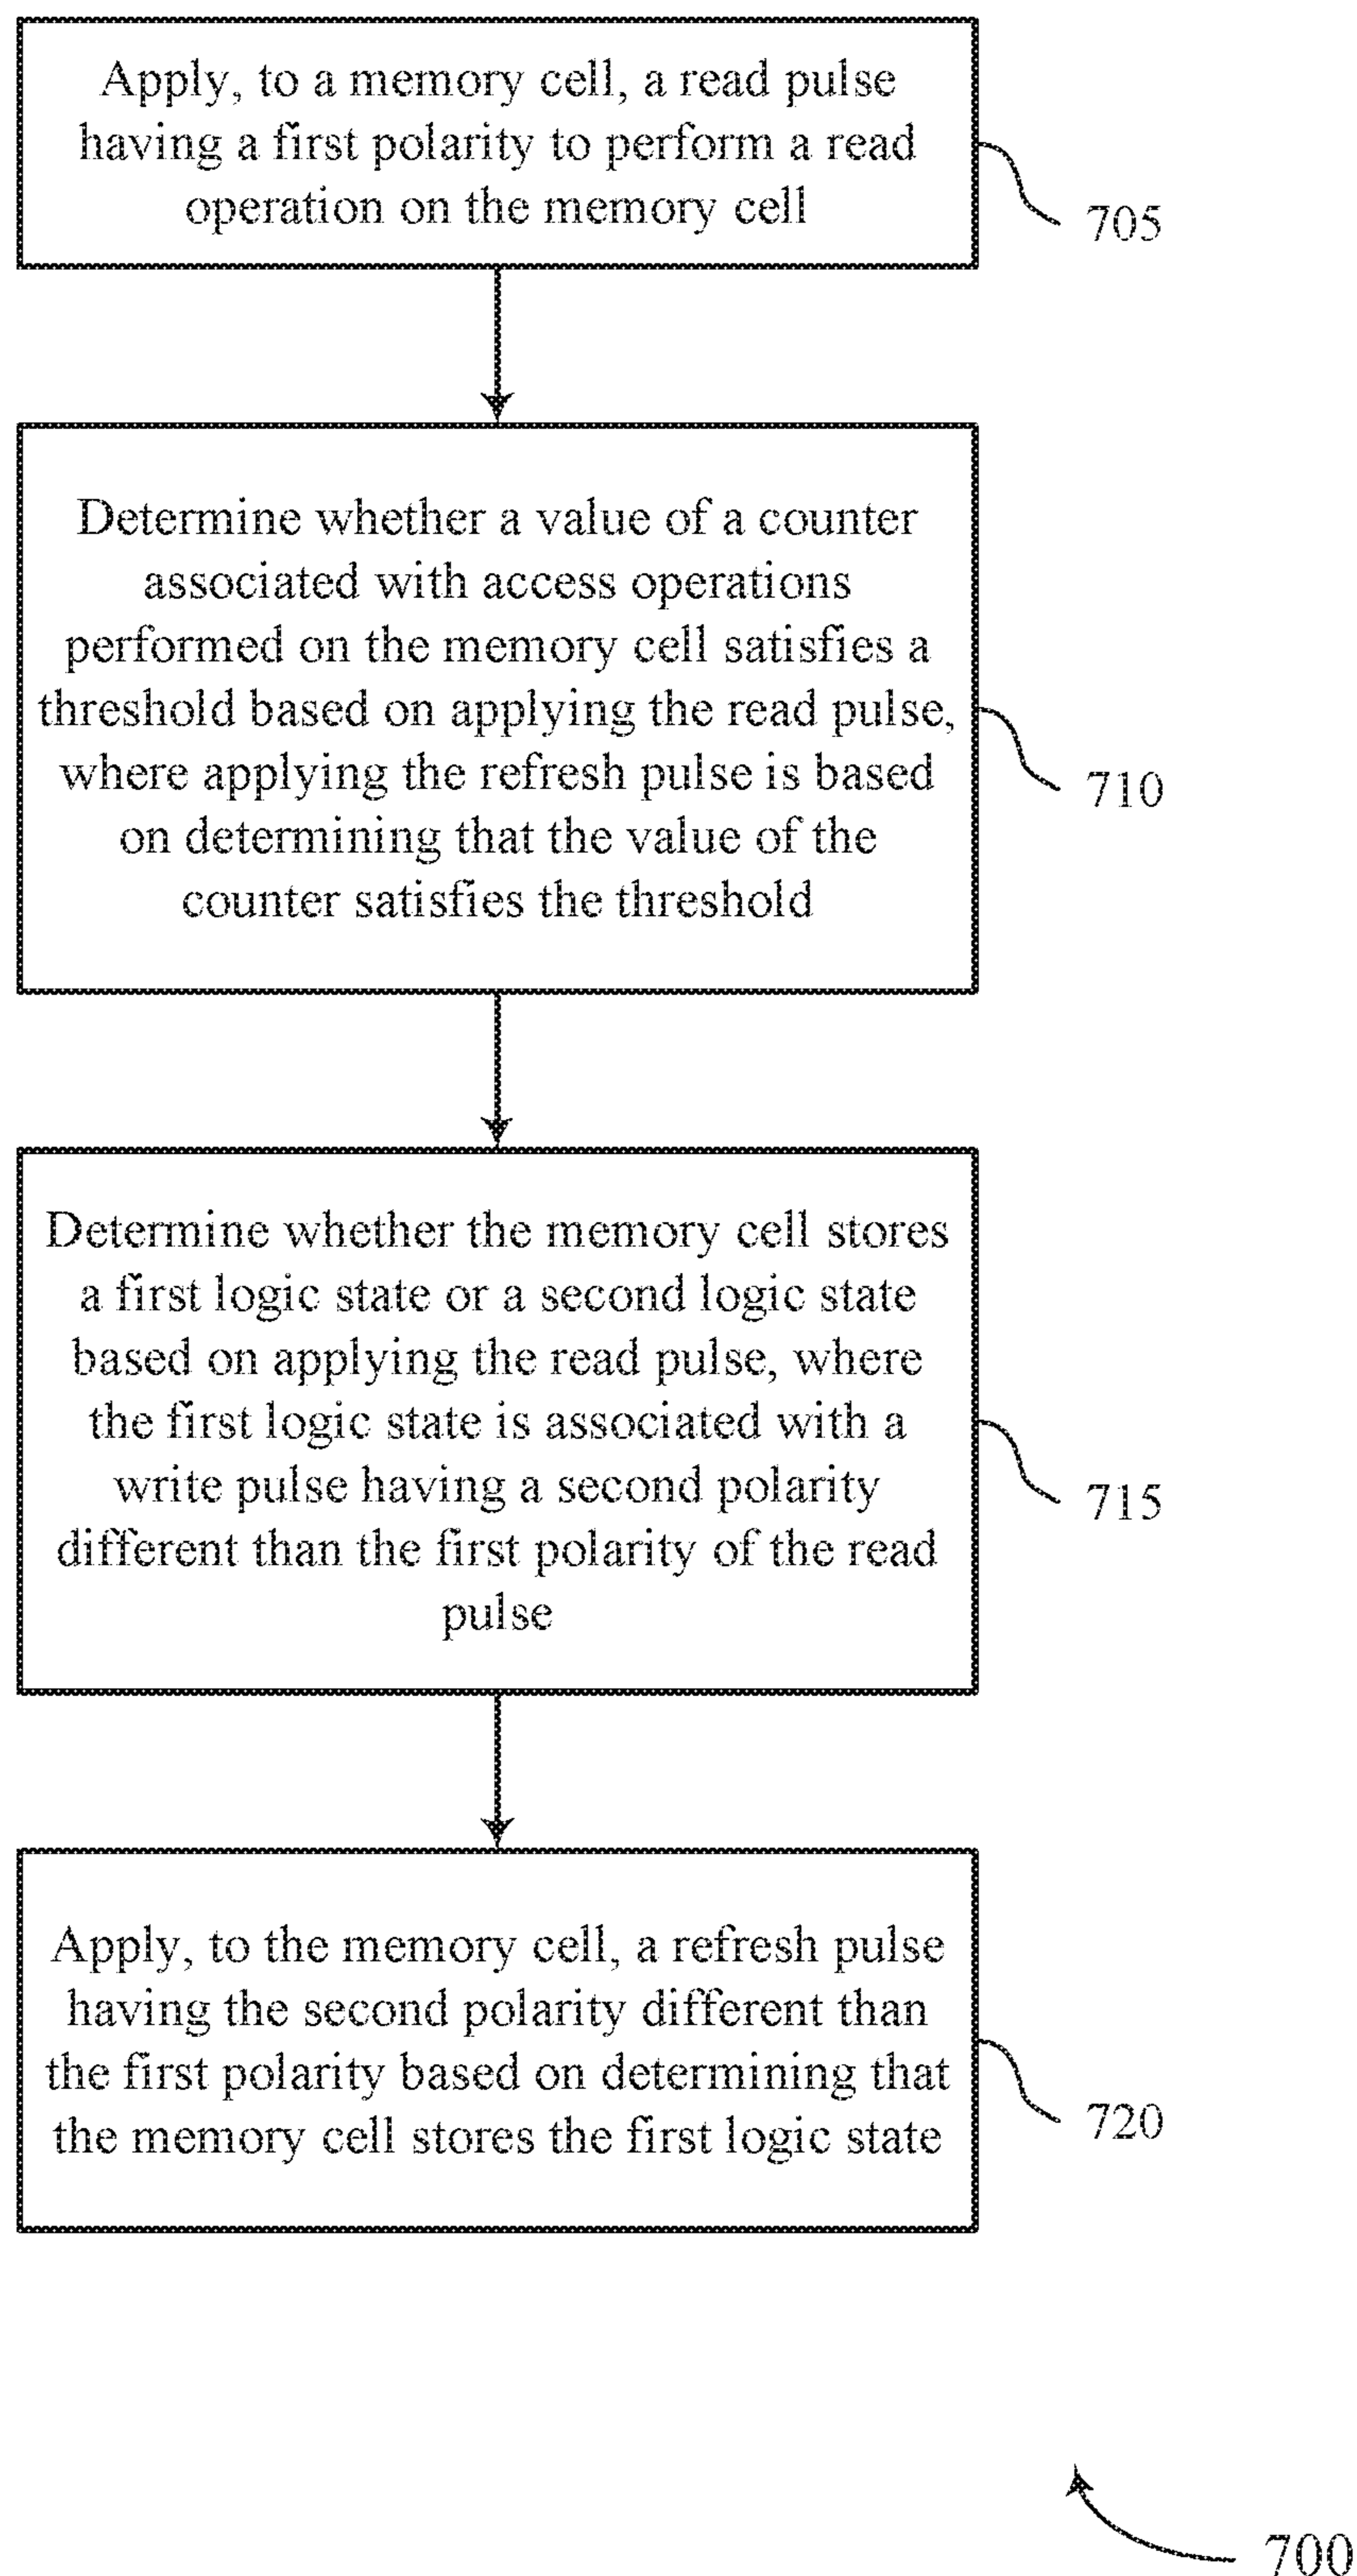 Apply, to a memory cell, a read pulse
having a first polarity to perform a read
operation on the memory cell
705
Determine whether a value of a counter
associated with access operations
performed on the memory cell satisfies a
threshold based on applying the read pulse,
where applying the refresh pulse is based
on determining that the value of the
counter satisfies the threshold
710
Determine whether the memory cell stores
a first logic state or a second logic state
based on applying the read pulse, where
the first logic state is associated with a
write pulse having a second polarity
different than the first polarity of the read
pulse
715
Apply, to the memory cell, a refresh pulse
having the second polarity different than
the first polarity based on determining that
the memory cell stores the first logic state
720
700